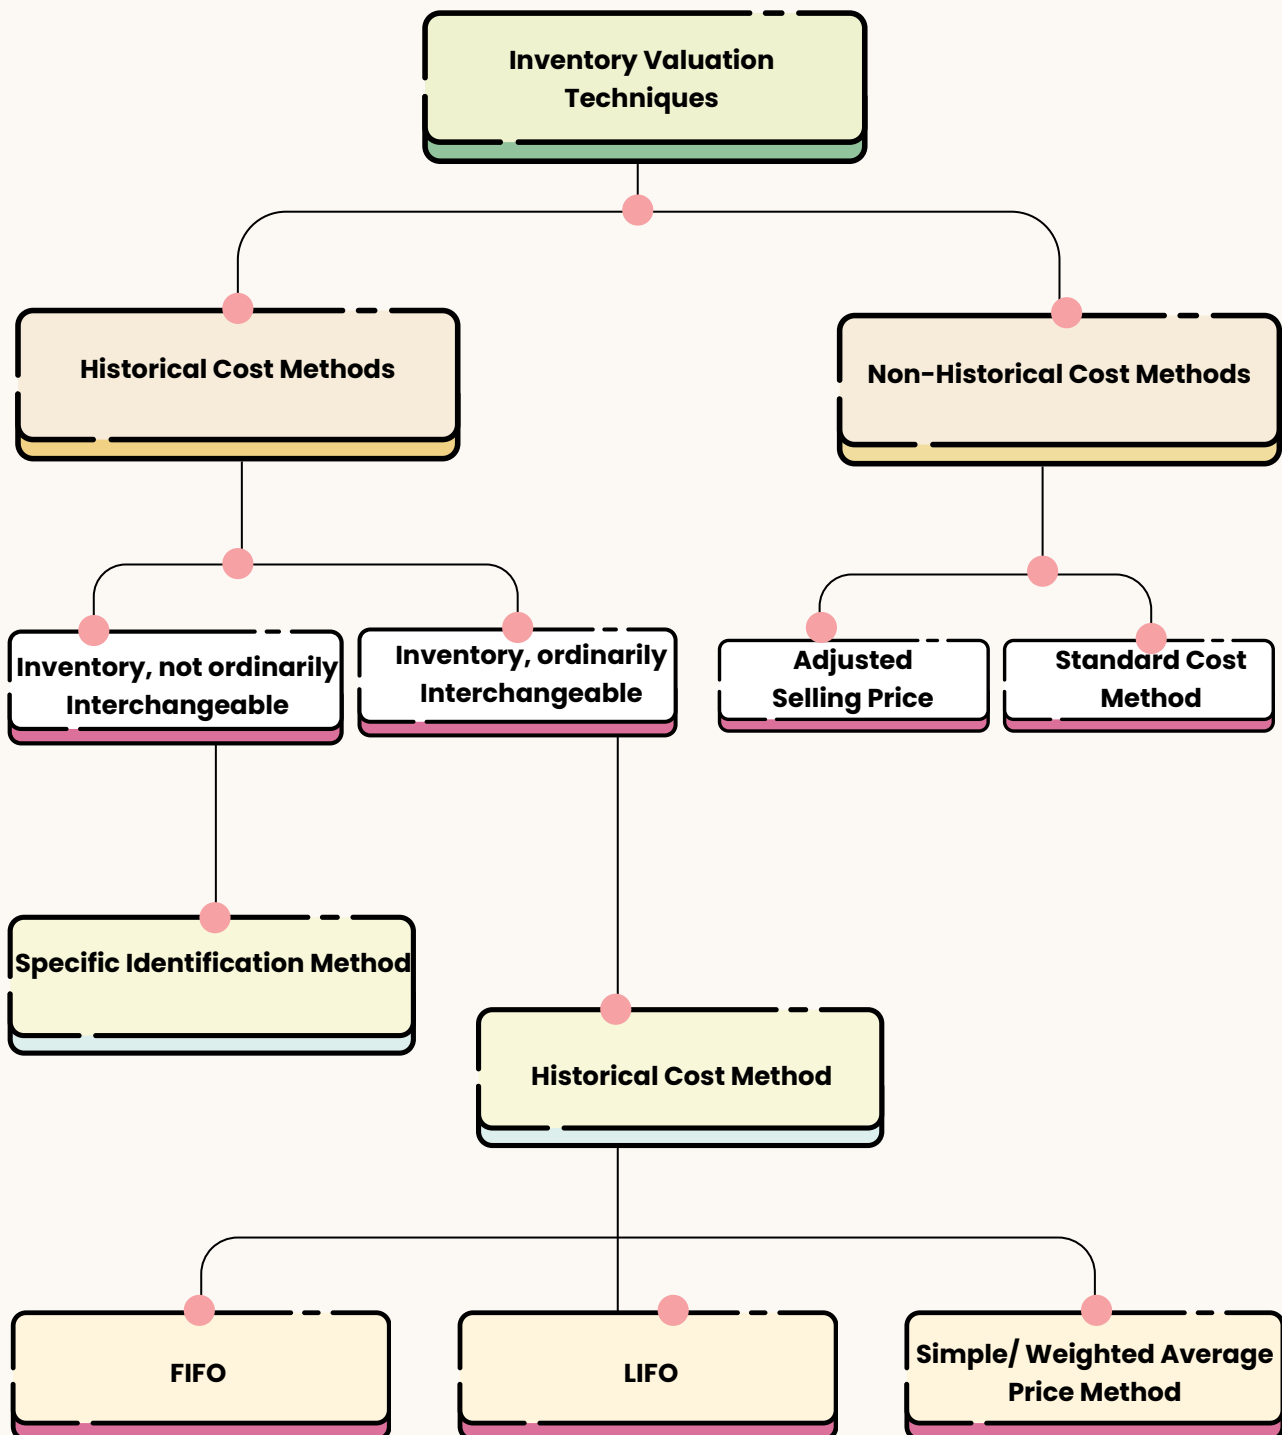 Inventory Valuation
Techniques
Historical Cost Methods
Non-Historical Cost Methods
Inventory, not ordinarily
Interchangeable
Inventory, ordinarily
Interchangeable
Adjusted
Selling Price
Standard Cost
Method
Specific Identification Method
Historical Cost Method
FIFO
LIFO
Simple/ Weighted Average
Price Method